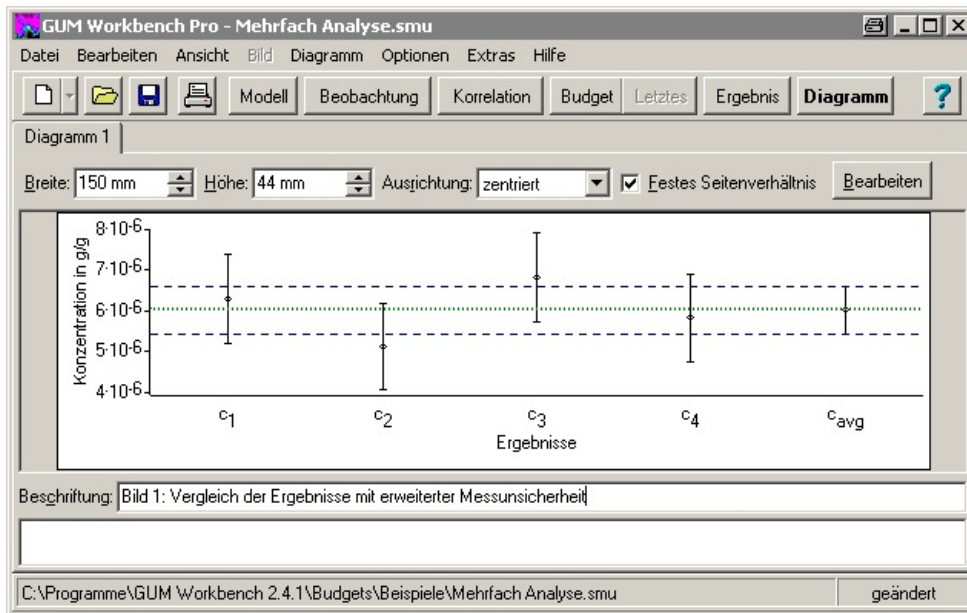 GUM Workbench Pro - Mehrfach Analyse.smu
Datei Bearbeiten Ansicht Bild Diagramm Optionen Extras Hilfe
Modell Beobachtung Korrelation Budget Letztes Ergebnis Diagramm ?
Diagramm 1
Breite: 150 mm Höhe: 44 mm Ausrichtung: zentriert Festes Seitenverhältnis Bearbeiten
Konzentration in g/g
8·10-6
7·10-6
6·10-6
5·10-6
4·10-6
c1 c2 c3 c4 cavg
Ergebnisse
Beschriftung: Bild 1: Vergleich der Ergebnisse mit erweiterter Messunsicherheit
C:\Programme\GUM Workbench 2.4.1\Budgets\Beispiele\Mehrfach Analyse.smu geändert